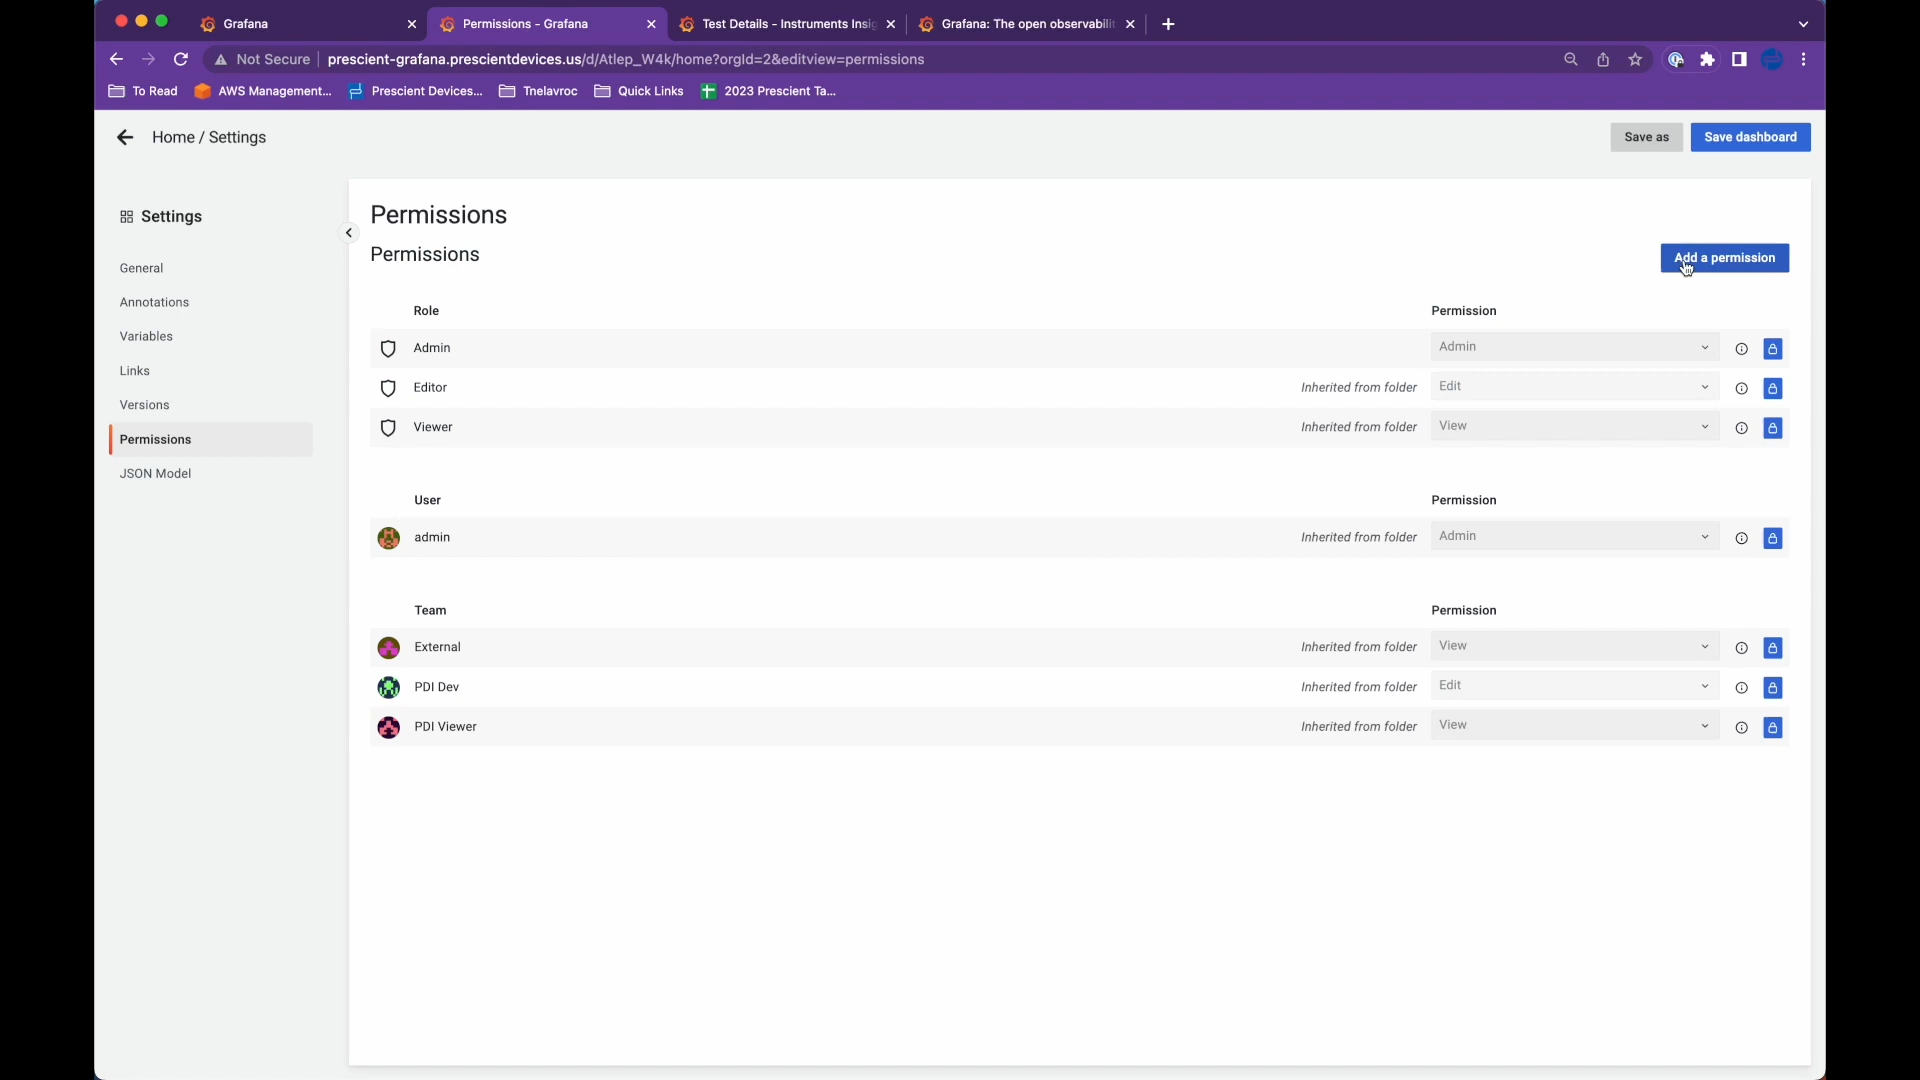 Grafana
Permissions - Grafana
Test Details - Instruments Insig
Grafana: The open observabilit
Not Secure
prescient-grafana.prescientdevices.us/d/Atlep_W4k/home?orgId=2&editview=permissions
To Read
AWS Management...
Prescient Devices...
Thelavroc
Quick Links
2023 Prescient Ta...
Home / Settings
Save as
Save dashboard
Settings
General
Annotations
Variables
Links
Versions
Permissions
JSON Model
Permissions
Permissions
Add a permission
Role Permission
Admin Admin
Editor Inherited from folder Edit
Viewer Inherited from folder View
User Permission
admin Inherited from folder Admin
Team Permission
External Inherited from folder View
PDI Dev Inherited from folder Edit
PDI Viewer Inherited from folder View